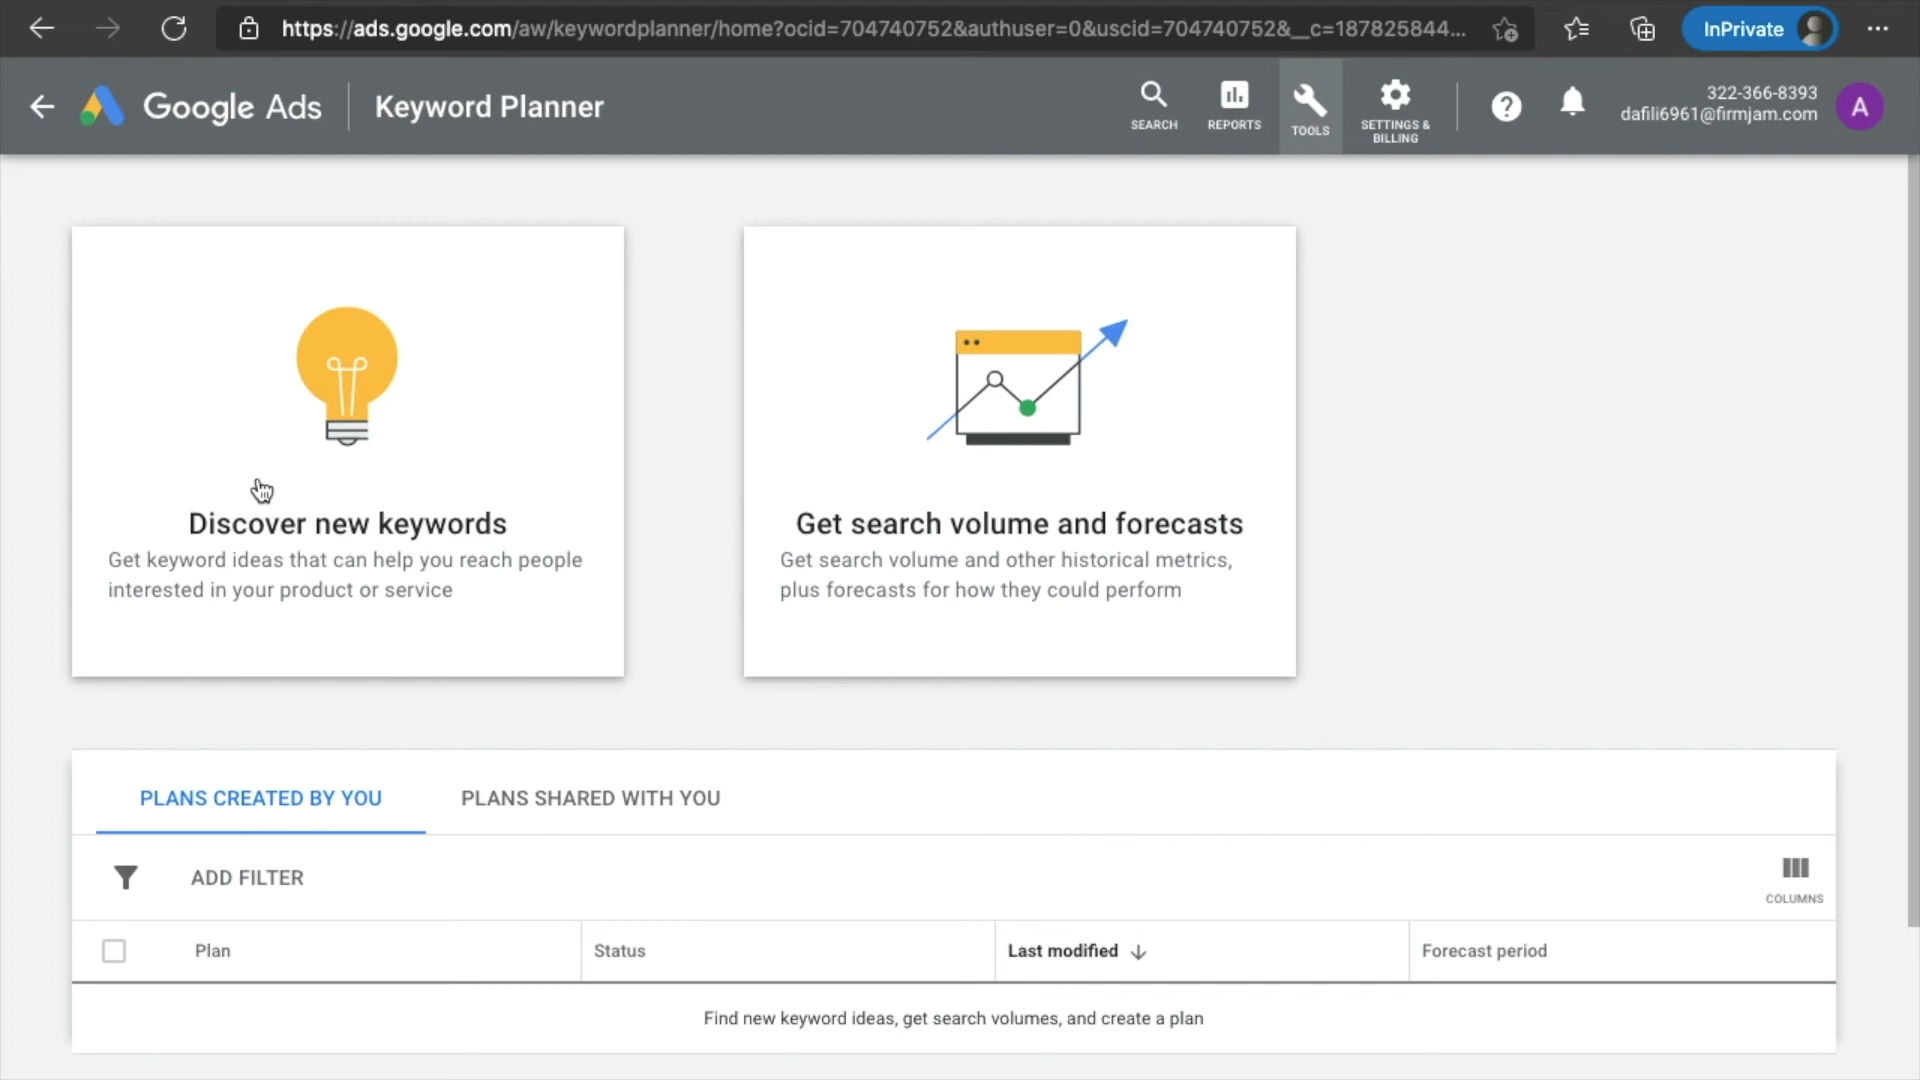 https://ads.google.com/aw/keywordplanner/home?ocid=704740752&authuser=0&uscid=704740752&__c=187825844...
InPrivate
Google Ads
Keyword Planner
SEARCH
REPORTS
TOOLS
SETTINGS &
BILLING
?
322-366-8393
dafili6961@firmjam.com
A
Discover new keywords
Get keyword ideas that can help you reach people
interested in your product or service
Get search volume and forecasts
Get search volume and other historical metrics,
plus forecasts for how they could perform
PLANS CREATED BY YOU
PLANS SHARED WITH YOU
ADD FILTER
COLUMNS
Plan
Status
Last modified
Forecast period
Find new keyword ideas, get search volumes, and create a plan